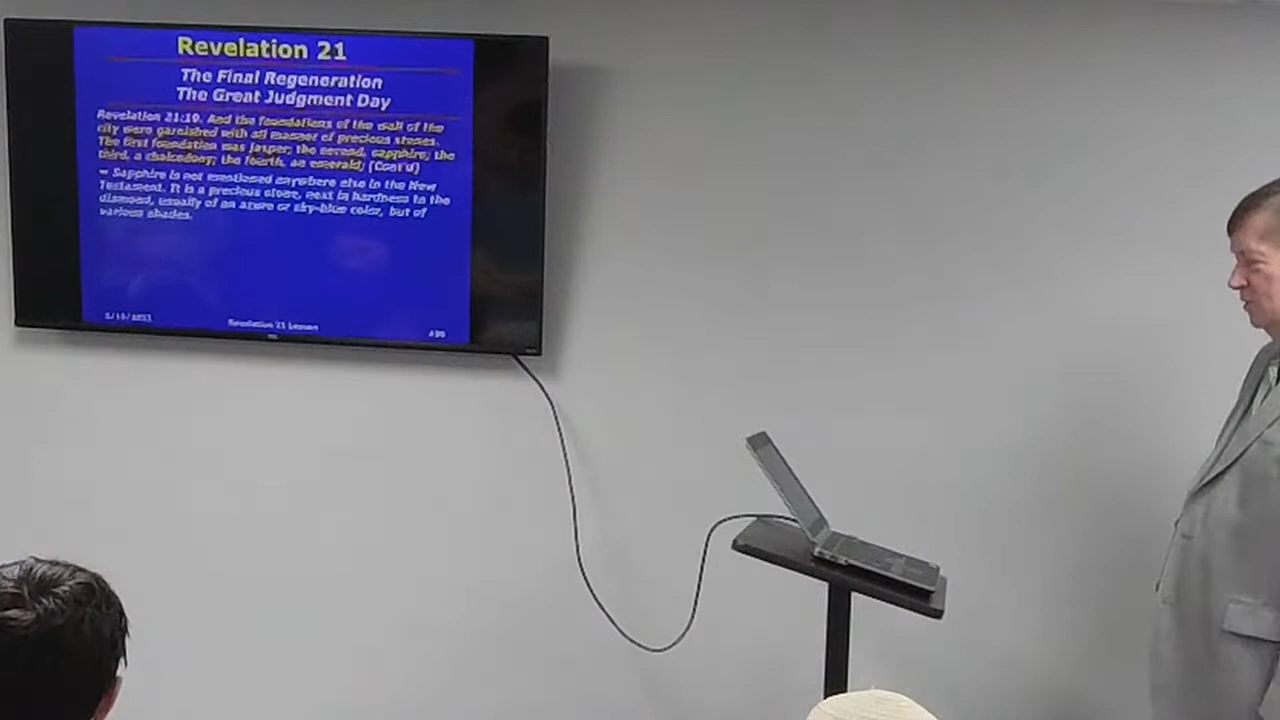 Revelation 21
The Final Regeneration
The Great Judgment Day
Revelation 21:19. And the foundations of the wall of the
city were garnished with all manner of precious stones.
The first foundation was jasper; the second, sapphire; the
third, a chalcedony; the fourth, an emerald; (Cont'd)
– Sapphire is not mentioned anywhere else in the New
Testament. It is a precious stone, next in hardness to the
diamond, usually of an azure or sky-blue color, but of
various shades.
Revelation 21 Lesson